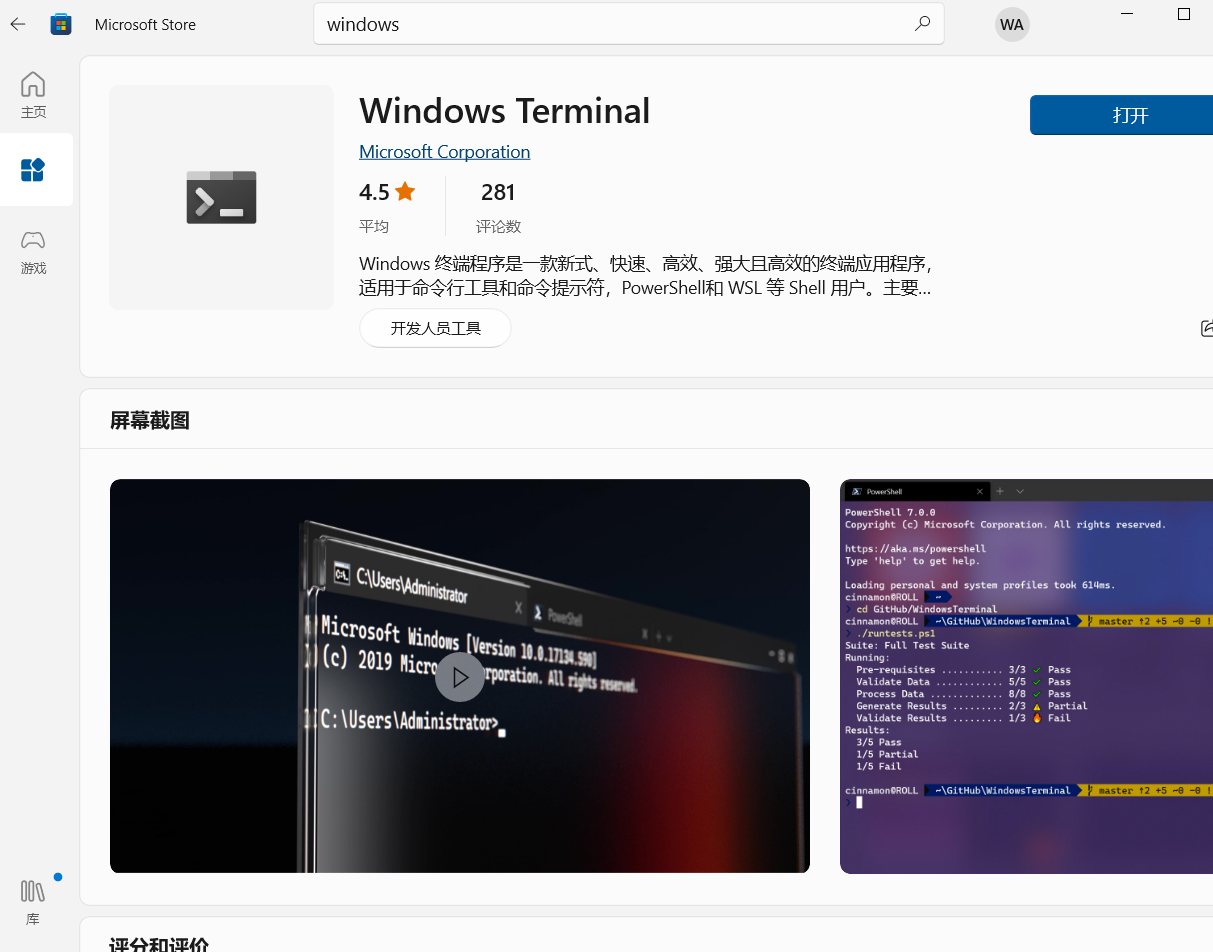 Microsoft Store
windows
WA
主页
游戏
库
Windows Terminal
Microsoft Corporation
打开
4.5
281
平均
评论数
Windows 终端程序是一款新式、快速、高效、强大且高效的终端应用程序，
适用于命令行工具和命令提示符，PowerShell和 WSL 等 Shell 用户。主要...
开发人员工具
屏幕截图
C:\Users\Administrator
X
PowerShell
Microsoft Windows [Version 10.0.17134.590]
(c) 2019 Micro rporation. All rights reserved.
C:\Users\Administrator>
PowerShell
PowerShell 7.0.0
Copyright (c) Microsoft Corporation. All rights reserved.
https://aka.ms/powershell
Type 'help' to get help.
Loading personal and system profiles took 614ms.
cinnamon@ROLL ~
> cd GitHub/WindowsTerminal
cinnamon@ROLL ~\GitHub\WindowsTerminal master ↑2 +5 ~0 -0 !
> ./runtests.ps1
Suite: Full Test Suite
Running:
Pre-requisites ........... 3/3 ✓ Pass
Validate Data ............ 5/5 ✓ Pass
Process Data ............. 8/8 ✓ Pass
Generate Results ......... 2/3 ⚠ Partial
Validate Results ......... 1/3 🔥 Fail
Results:
3/5 Pass
1/5 Partial
1/5 Fail
cinnamon@ROLL ~\GitHub\WindowsTerminal master ↑2 +5 ~0 -0 !
>
评分和评价